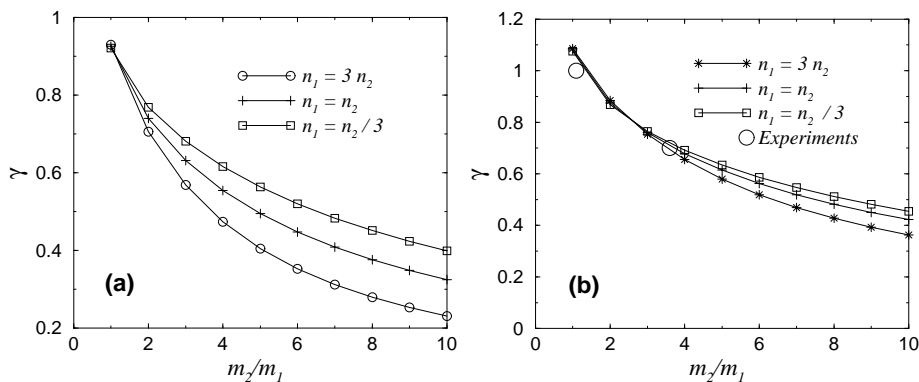 1
0.8
0.6
0.4
0.2
γ
0 2 4 6 8 10
m₂/m₁
(a)
n₁ = 3 n₂
n₁ = n₂
n₁ = n₂ / 3
1.2
1
0.8
0.6
0.4
0.2
0
γ
0 2 4 6 8 10
m₂/m₁
(b)
n₁ = 3 n₂
n₁ = n₂
n₁ = n₂ / 3
Experiments